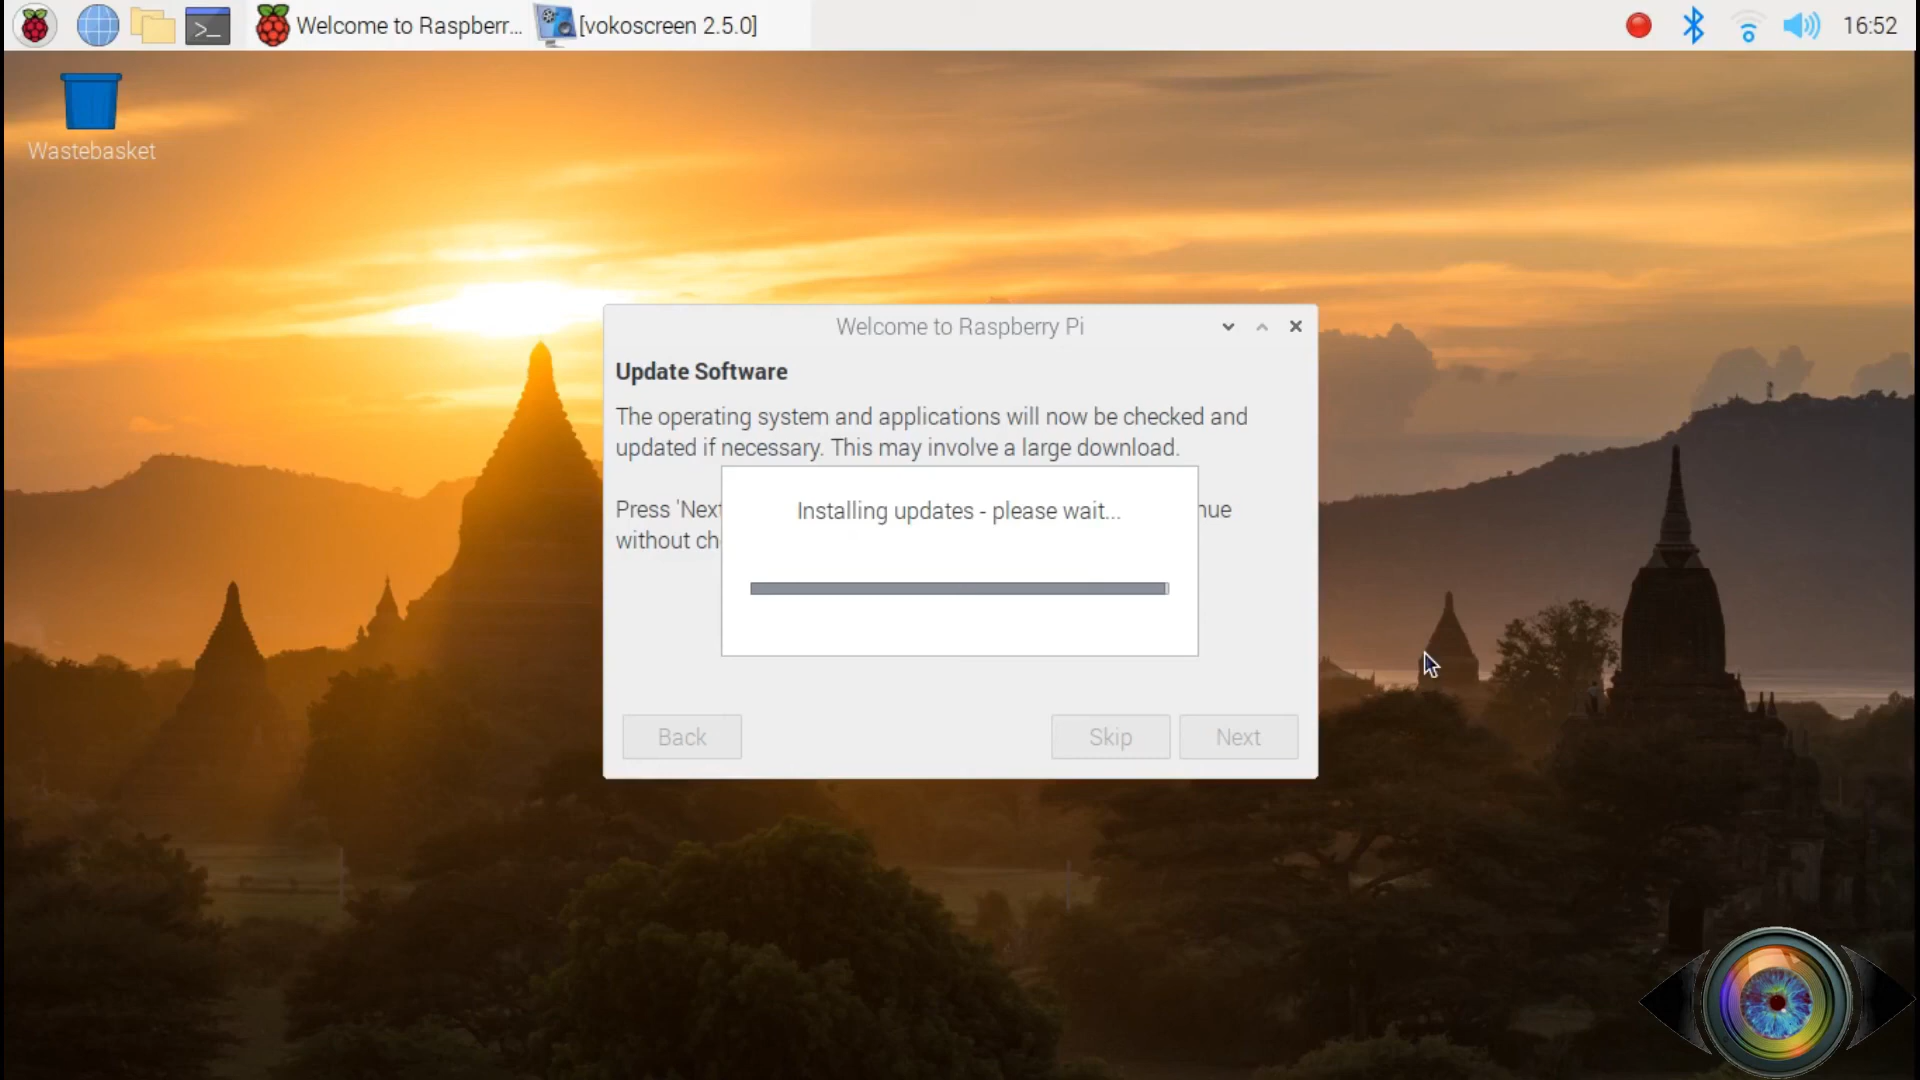 Welcome to Raspberr... [vokoscreen 2.5.0] 16:52
Wastebasket
Welcome to Raspberry Pi
Update Software
The operating system and applications will now be checked and
updated if necessary. This may involve a large download.
Press 'Next nue
without ch
Installing updates - please wait...
Back Skip Next